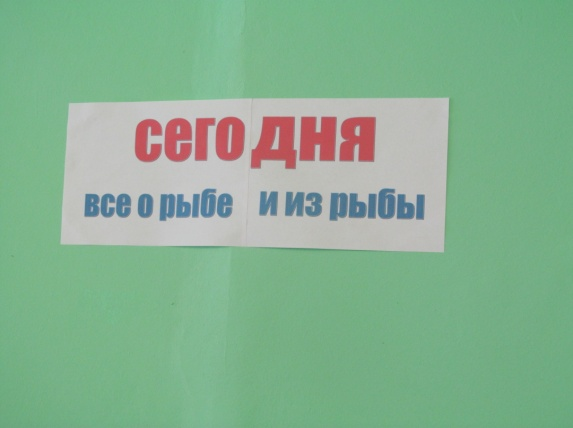 сегодня
все о рыбе и из рыбы